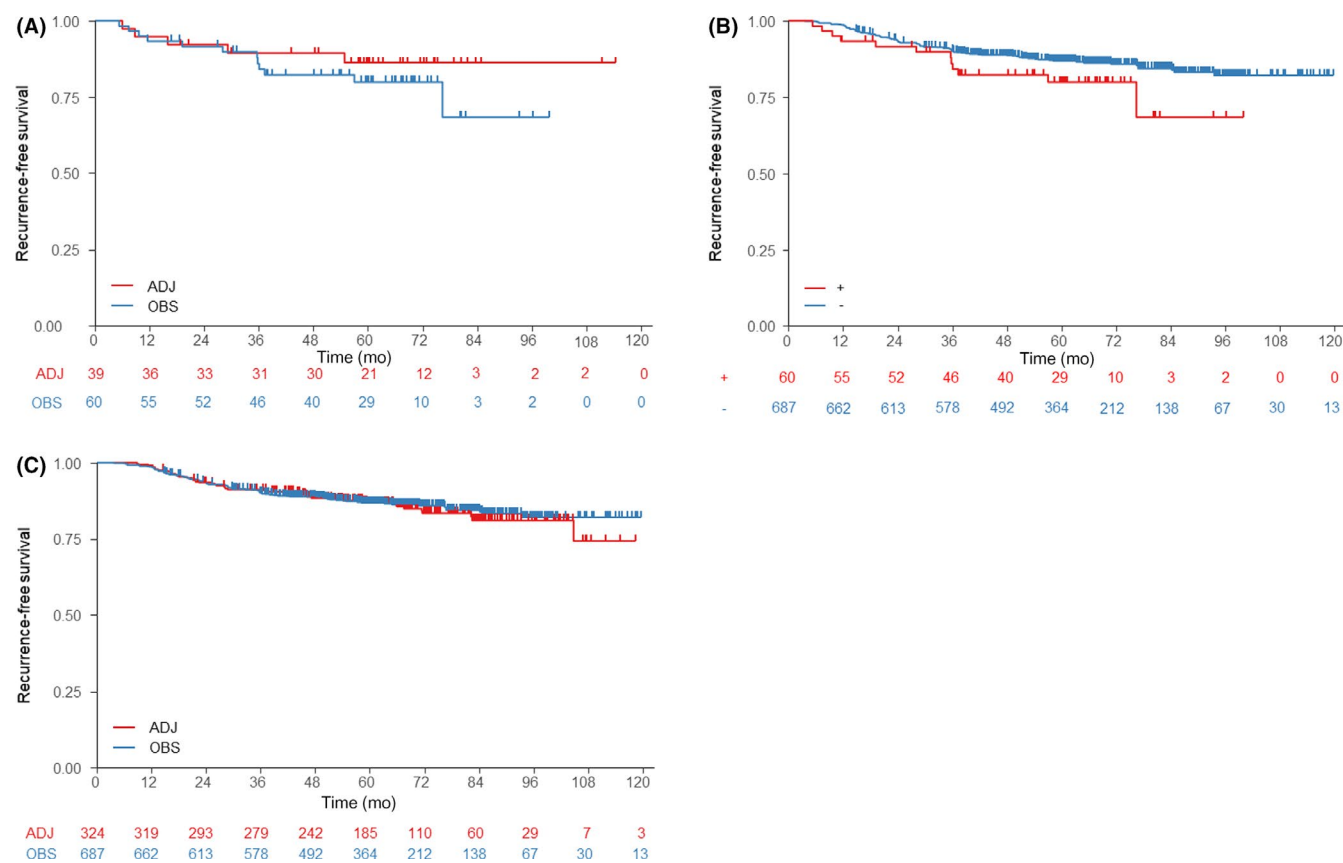 (A)
Recurrence-free survival
1.00
0.75
0.50
0.25
0.00
ADJ
OBS
0 12 24 36 48 60 72 84 96 108 120
Time (mo)
ADJ 39 36 33 31 30 21 12 3 2 2 0
OBS 60 55 52 46 40 29 10 3 2 0 0
(B)
Recurrence-free survival
1.00
0.75
0.50
0.25
0.00
+
-
0 12 24 36 48 60 72 84 96 108 120
Time (mo)
+ 60 55 52 46 40 29 10 3 2 0 0
- 687 662 613 578 492 364 212 138 67 30 13
(C)
Recurrence-free survival
1.00
0.75
0.50
0.25
0.00
ADJ
OBS
0 12 24 36 48 60 72 84 96 108 120
Time (mo)
ADJ 324 319 293 279 242 185 110 60 29 7 3
OBS 687 662 613 578 492 364 212 138 67 30 13